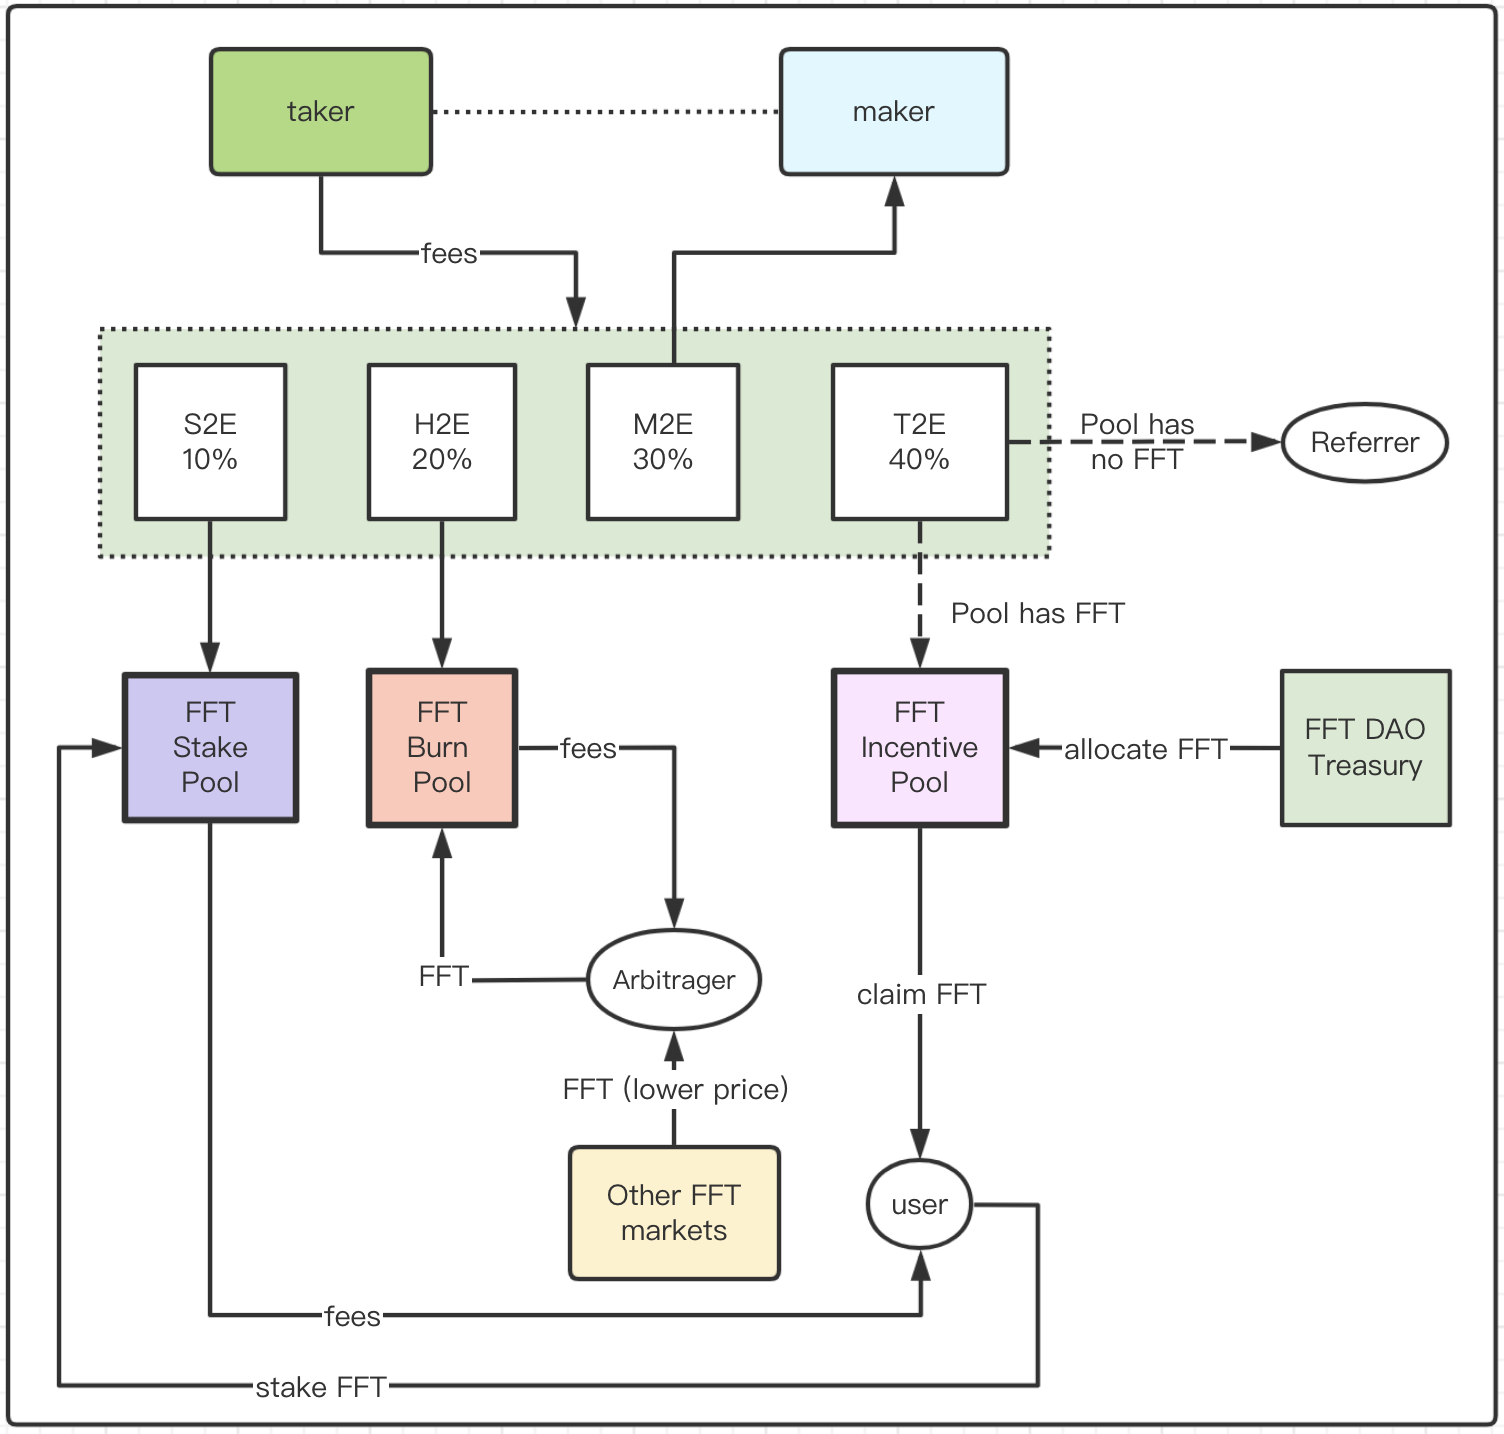 taker
maker
fees
S2E
10%
H2E
20%
M2E
30%
T2E
40%
Pool has
no FFT
Referrer
Pool has FFT
FFT
Stake
Pool
FFT
Burn
Pool
fees
FFT
Incentive
Pool
allocate FFT
FFT DAO
Treasury
FFT
Arbitrager
claim FFT
FFT (lower price)
Other FFT
markets
user
fees
stake FFT